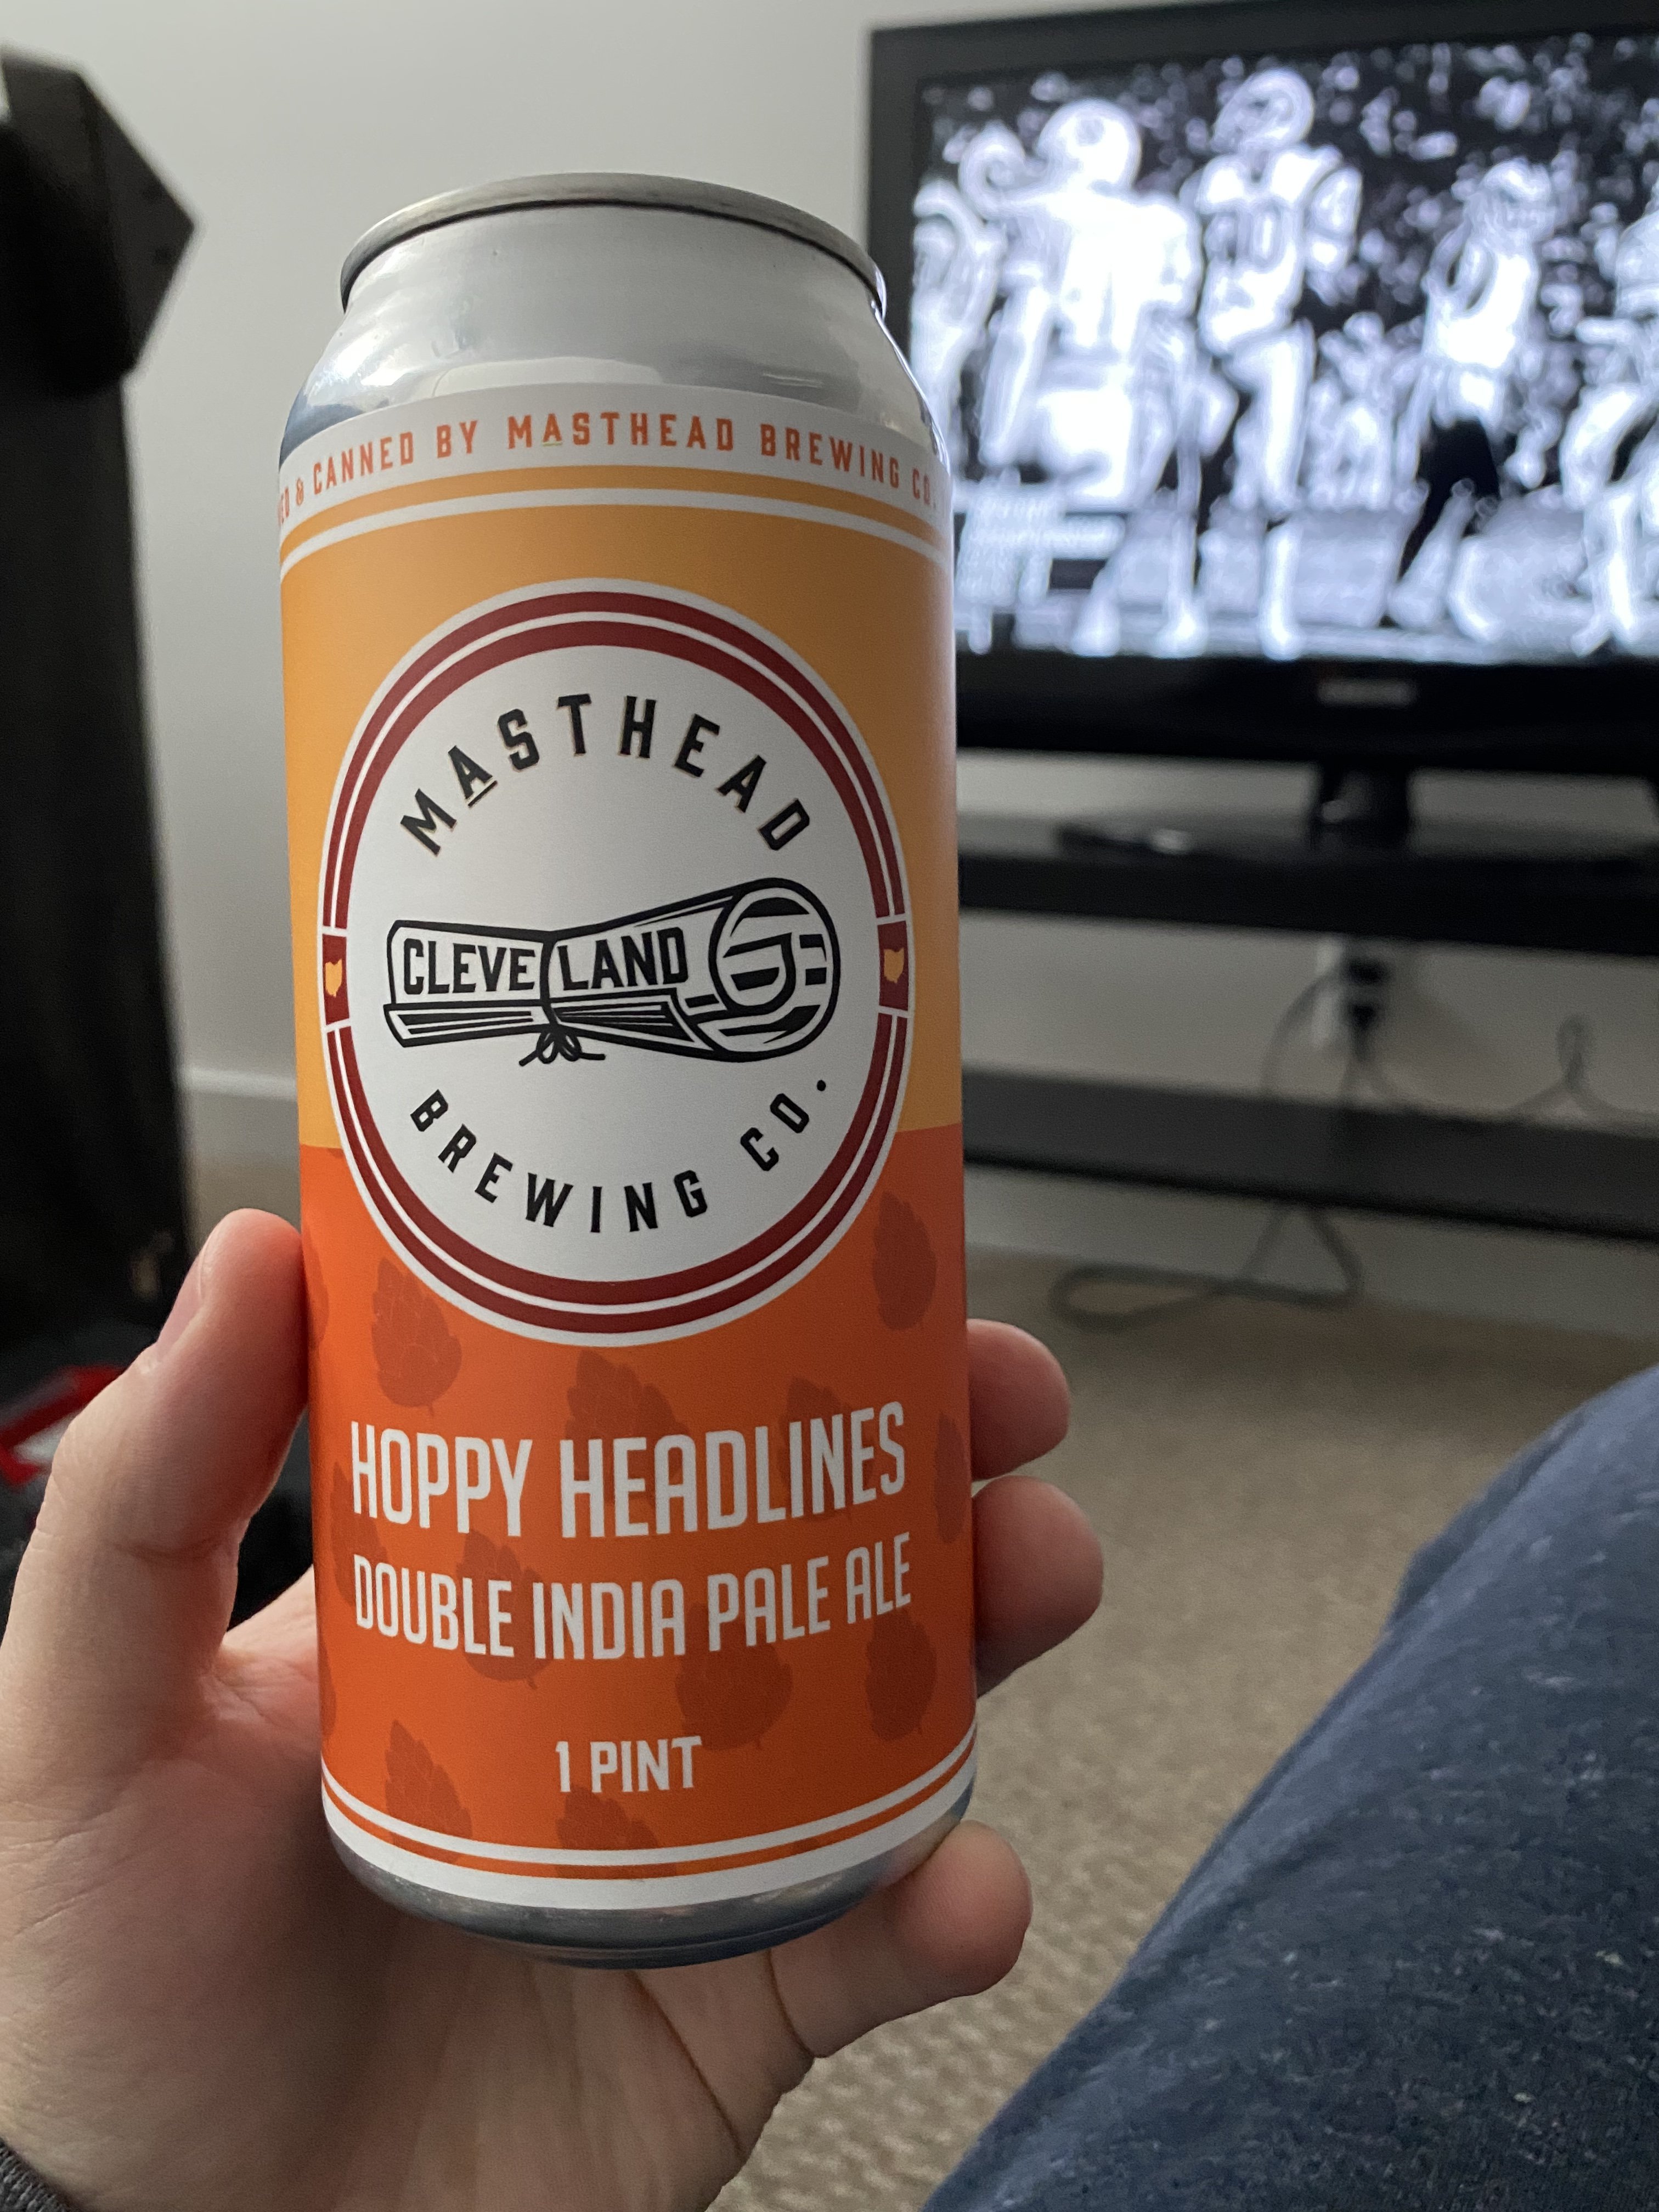 & CANNED BY MASTHEAD BREWING CO.
MASTHEAD
CLEVELAND
BREWING CO.
HOPPY HEADLINES
DOUBLE INDIA PALE ALE
1 PINT